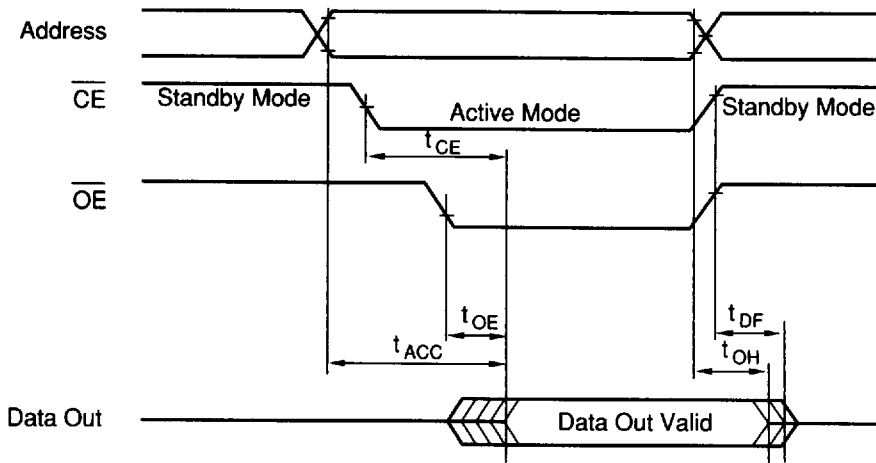 Address
CE
Standby Mode
Active Mode
Standby Mode
tCE
OE
tOE
tDF
tACC
tOH
Data Out
Data Out Valid